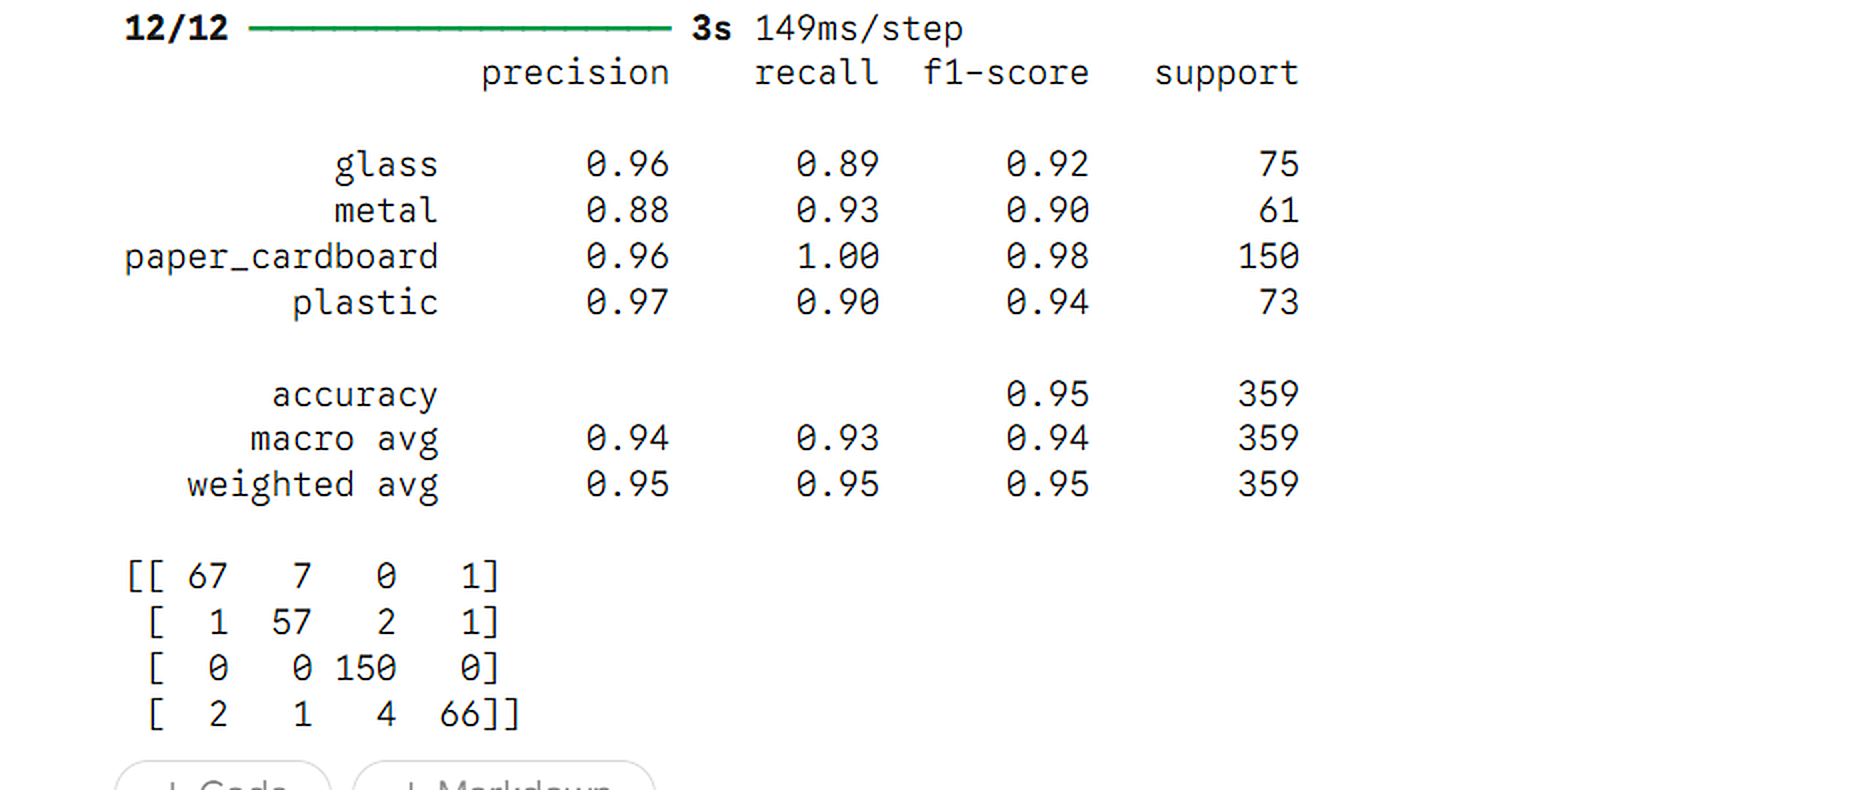 12/12 3s 149ms/step
precision recall f1-score support
glass 0.96 0.89 0.92 75
metal 0.88 0.93 0.90 61
paper_cardboard 0.96 1.00 0.98 150
plastic 0.97 0.90 0.94 73
accuracy 0.95 359
macro avg 0.94 0.93 0.94 359
weighted avg 0.95 0.95 0.95 359
[[ 67 7 0 1]
[ 1 57 2 1]
[ 0 0 150 0]
[ 2 1 4 66]]
+ Code + Markdown